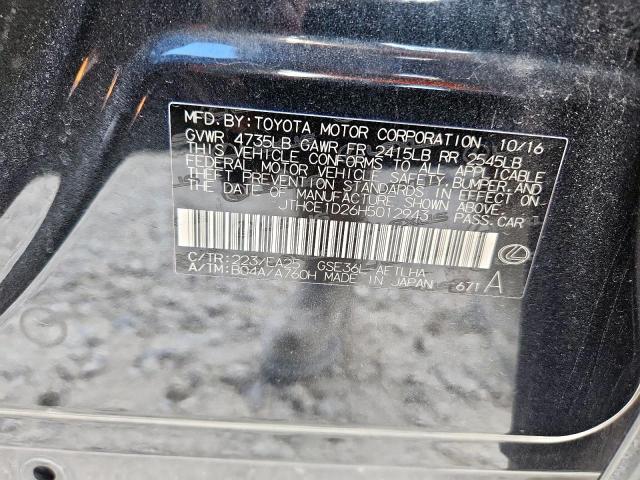 MFD.BY:TOYOTA MOTOR CORPORATION 10/16
GVWR 4735LB GAWR FR 2415LB RR 2545LB
THIS VEHICLE CONFORMS TO ALL APPLICABLE
FEDERAL MOTOR VEHICLE SAFETY,BUMPER,AND
THEFT PREVENTION STANDARDS IN EFFECT ON
THE DATE OF MANUFACTURE SHOWN ABOVE.
JTHCE1D26H5012943 PASS.CAR
C/TR:223/EA25 GSE36L-AETLHA
A/TM:B04A/A760H MADE IN JAPAN 671A